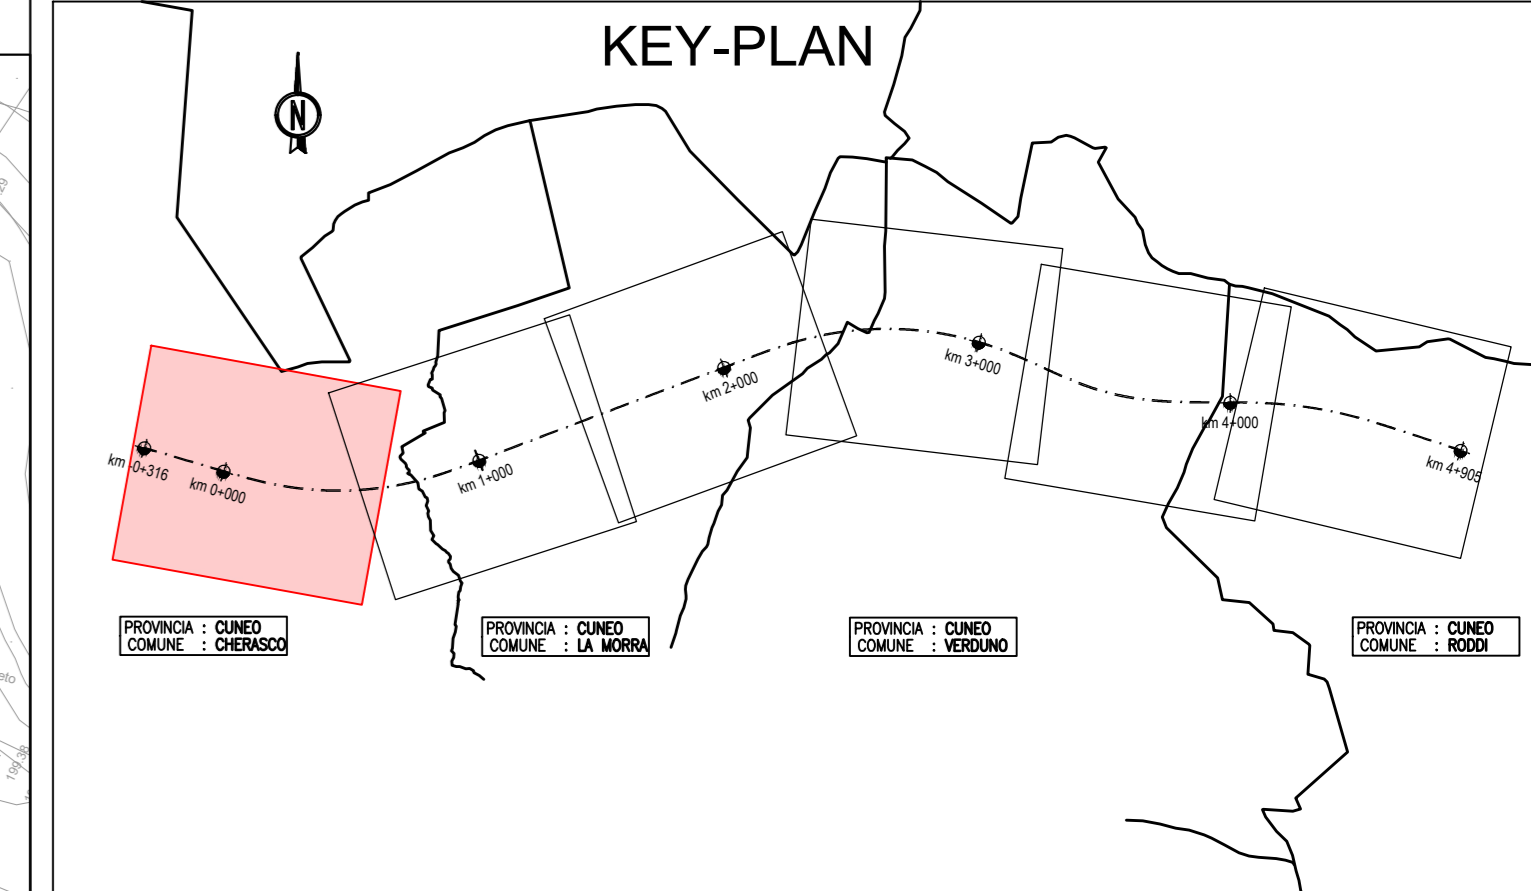 KEY-PLAN
N
km -0+316
km 0+000
km 1+000
km 2+000
km 3+000
km 4+000
km 4+905
PROVINCIA : CUNEO
COMUNE : CHERASCO
PROVINCIA : CUNEO
COMUNE : LA MORRA
PROVINCIA : CUNEO
COMUNE : VERDUNO
PROVINCIA : CUNEO
COMUNE : RODDI
199.38